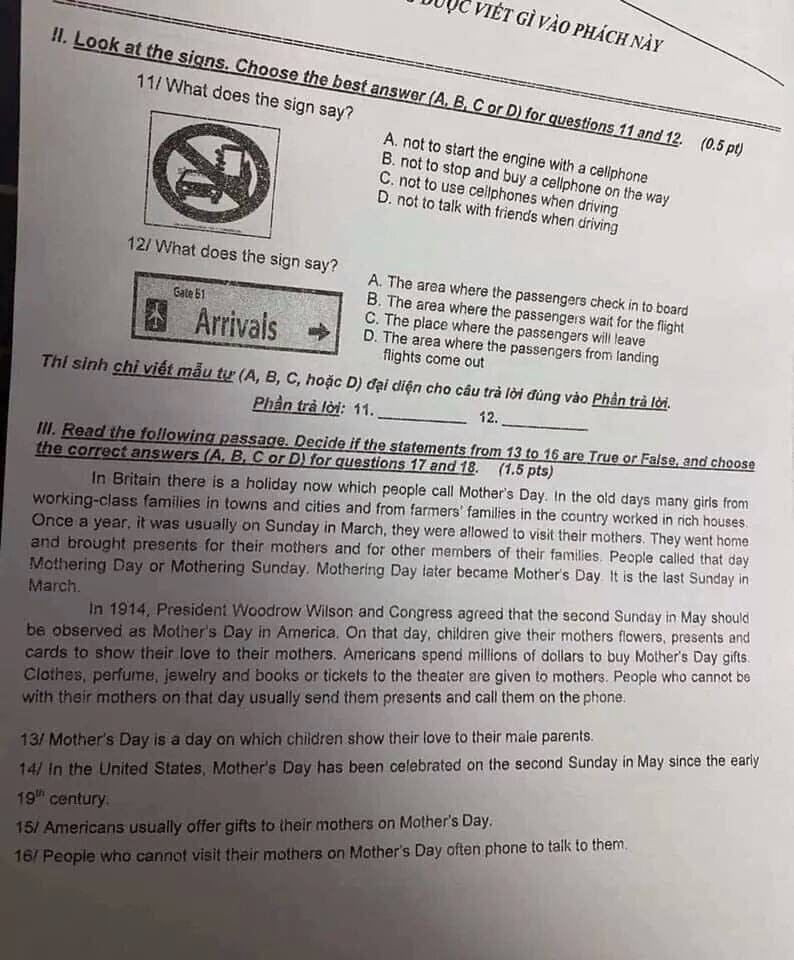 ĐƯỢC VIẾT GÌ VÀO PHÁCH NÀY
II. Look at the signs. Choose the best answer (A, B, C or D) for questions 11 and 12. (0.5 pt)
11/ What does the sign say?
A. not to start the engine with a cellphone
B. not to stop and buy a cellphone on the way
C. not to use cellphones when driving
D. not to talk with friends when driving
12/ What does the sign say?
Gate 51
Arrivals
A. The area where the passengers check in to board
B. The area where the passengers wait for the flight
C. The place where the passengers will leave
D. The area where the passengers from landing
flights come out
Thí sinh chỉ viết mẫu tự (A, B, C, hoặc D) đại diện cho câu trả lời đúng vào Phần trả lời.
Phần trả lời: 11. __________ 12. __________
III. Read the following passage. Decide if the statements from 13 to 16 are True or False, and choose
the correct answers (A, B, C or D) for questions 17 and 18. (1.5 pts)
In Britain there is a holiday now which people call Mother's Day. In the old days many girls from
working-class families in towns and cities and from farmers' families in the country worked in rich houses.
Once a year, it was usually on Sunday in March, they were allowed to visit their mothers. They went home
and brought presents for their mothers and for other members of their families. People called that day
Mothering Day or Mothering Sunday. Mothering Day later became Mother's Day. It is the last Sunday in
March.
In 1914, President Woodrow Wilson and Congress agreed that the second Sunday in May should
be observed as Mother's Day in America. On that day, children give their mothers flowers, presents and
cards to show their love to their mothers. Americans spend millions of dollars to buy Mother's Day gifts.
Clothes, perfume, jewelry and books or tickets to the theater are given to mothers. People who cannot be
with their mothers on that day usually send them presents and call them on the phone.
13/ Mother's Day is a day on which children show their love to their male parents.
14/ In the United States, Mother's Day has been celebrated on the second Sunday in May since the early
19th century.
15/ Americans usually offer gifts to their mothers on Mother's Day.
16/ People who cannot visit their mothers on Mother's Day often phone to talk to them.